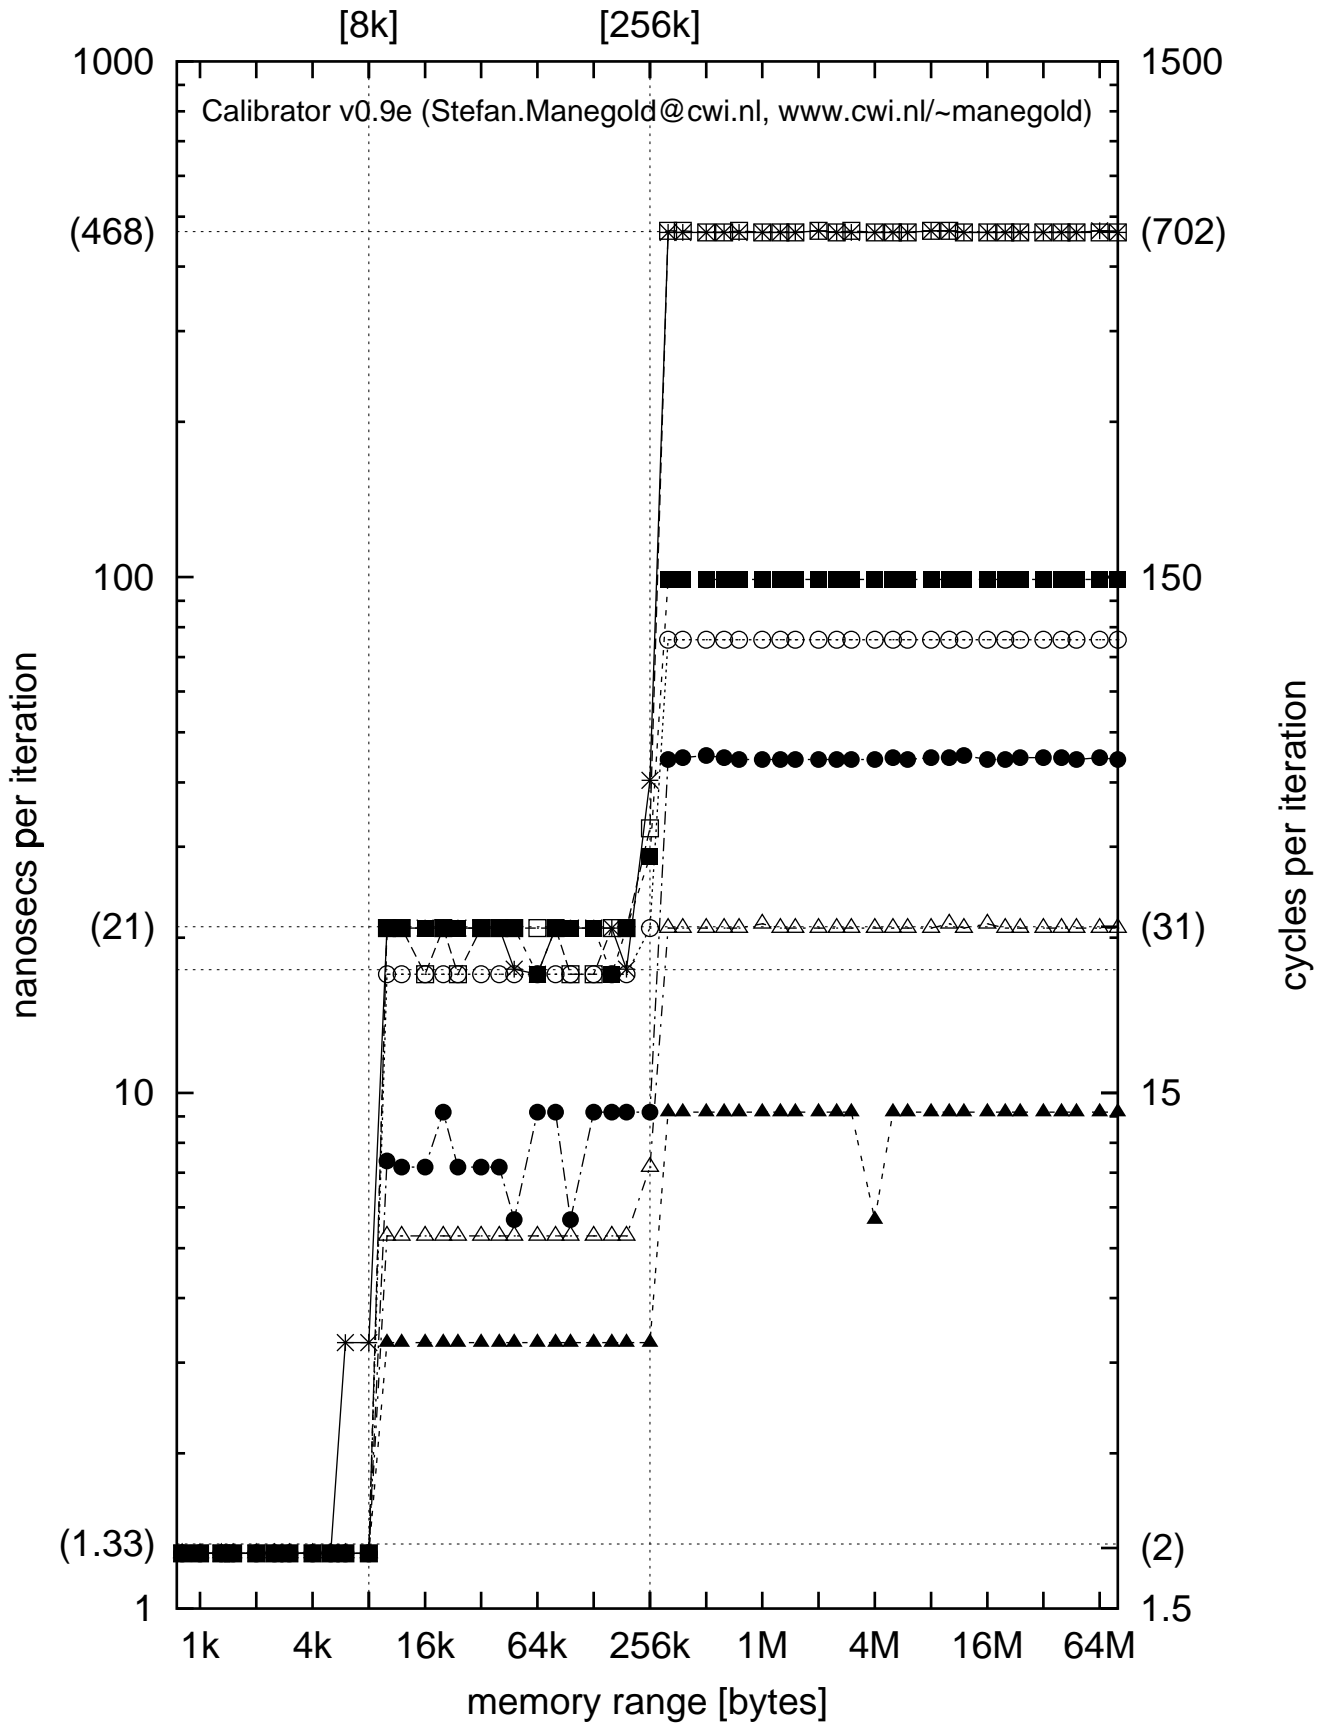 [8k] [256k]
1000 1500
Calibrator v0.9e (Stefan.Manegold@cwi.nl, www.cwi.nl/~manegold)
(468) (702)
100 150
nanosecs per iteration
cycles per iteration
(21) (31)
10 15
(1.33) (2)
1 1.5
1k 4k 16k 64k 256k 1M 4M 16M 64M
memory range [bytes]